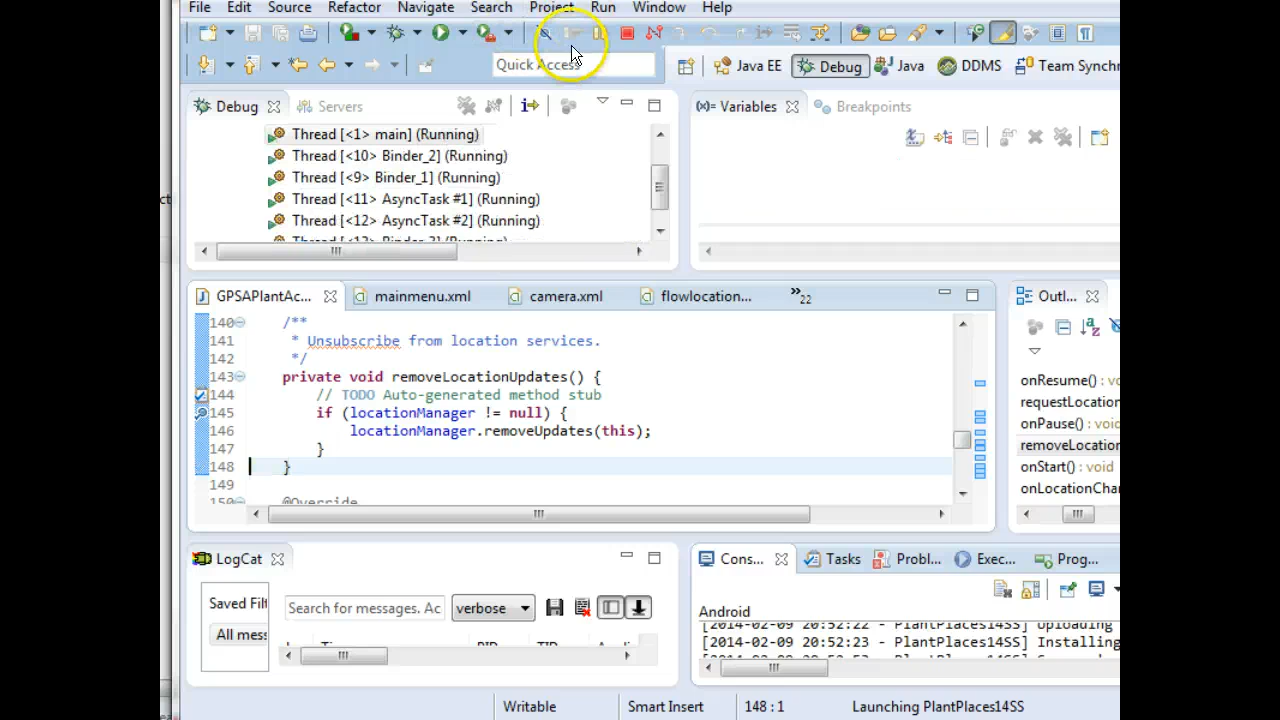 File Edit Source Refactor Navigate Search Project Run Window Help
Quick Access
Java EE Debug Java DDMS Team Synchr
Debug Servers
Thread [<1> main] (Running)
Thread [<10> Binder_2] (Running)
Thread [<9> Binder_1] (Running)
Thread [<11> AsyncTask #1] (Running)
Thread [<12> AsyncTask #2] (Running)
(x)= Variables Breakpoints
GPSAPlantAc... mainmenu.xml camera.xml flowlocation... »22
140 /**
141 * Unsubscribe from location services.
142 */
143 private void removeLocationUpdates() {
144 // TODO Auto-generated method stub
145 if (locationManager != null) {
146 locationManager.removeUpdates(this);
147 }
148 }
149
150 @Override
Outl...
onResume() : void
requestLocation
onPause() : void
removeLocation
onStart() : void
onLocationChar
LogCat
Saved Filt
All mess
Search for messages. Ac verbose
Cons... Tasks Probl... Exec... Prog...
Android
[2014-02-09 20:52:22 - PlantPlaces14SS] Uploading
[2014-02-09 20:52:23 - PlantPlaces14SS] Installing
Writable Smart Insert 148 : 1 Launching PlantPlaces14SS